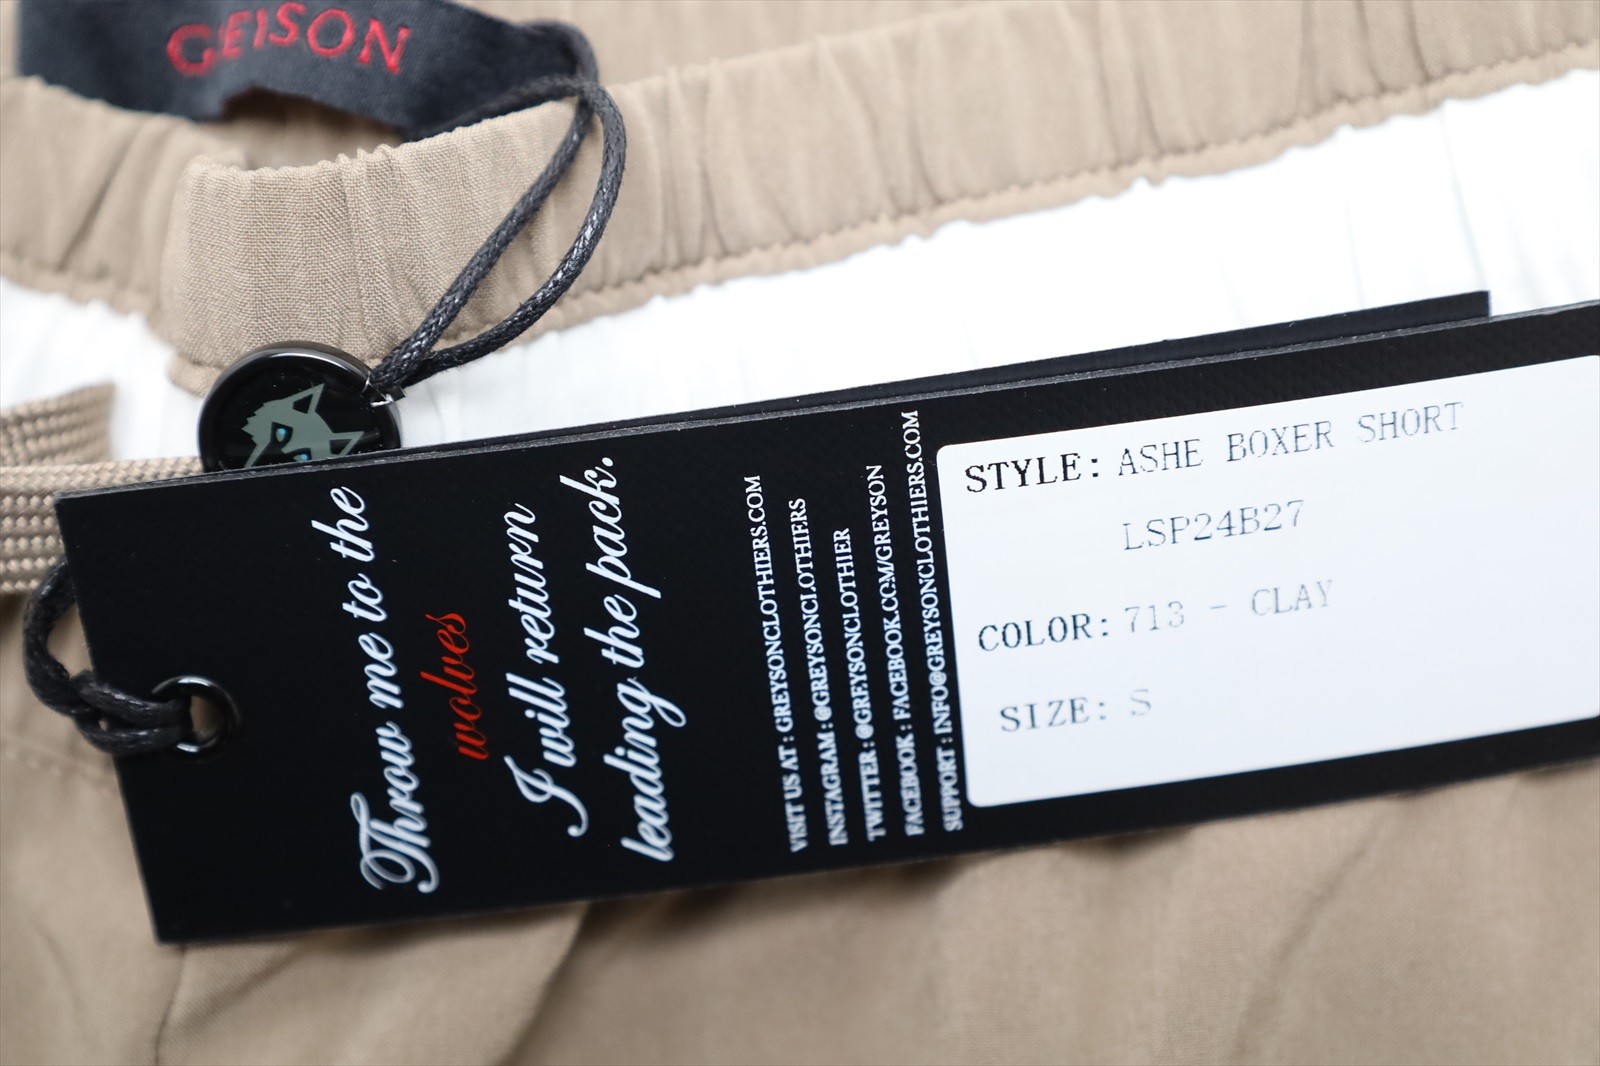 GEISON
Throw me to the
wolves
I will return
leading the pack.
VISIT US AT : GREYSONCLOTHIERS.COM
INSTAGRAM : @GREYSONCLOTHIERS
TWITTER : @GREYSONCLOTHIER
FACEBOOK : FACEBOOK.COM/GREYSON
SUPPORT : INFO@GREYSONCLOTHIERS.COM
STYLE: ASHE BOXER SHORT
LSP24B27
COLOR: 713 - CLAY
SIZE: S